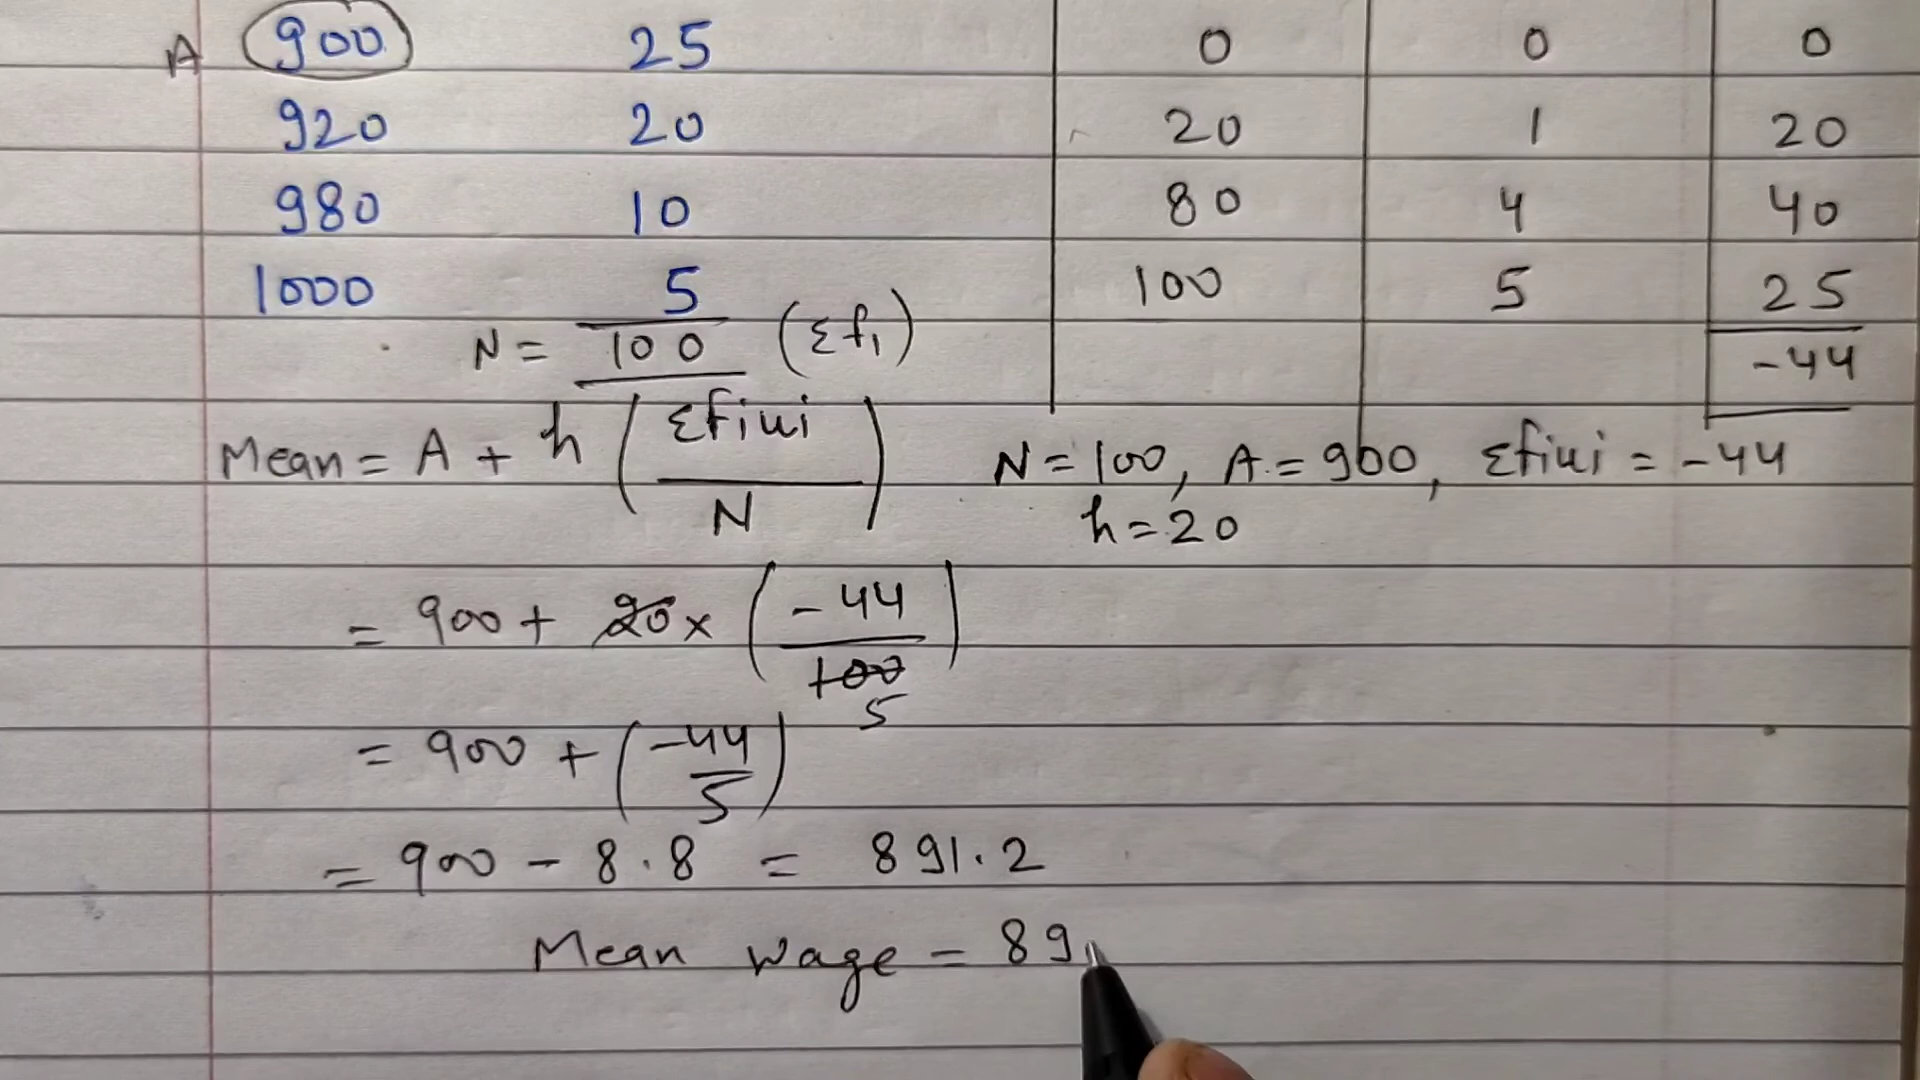 A 900 25 0 0 0
920 20 20 1 20
980 10 80 4 40
1000 5 100 5 25
N = 100 (Σf₁) -44
Mean = A + h (Σfiui / N) N = 100, A = 900, Σfiui = -44
h = 20
= 900 + 20 × (-44 / 100)
5
= 900 + (-44 / 5)
= 900 - 8.8 = 891.2
Mean wage = 89